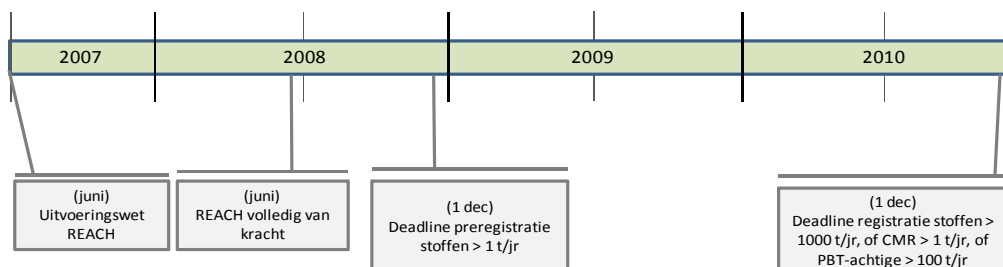 2007
2008
2009
2010
(juni)
Uitvoeringswet
REACH
(juni)
REACH volledig van
kracht
(1 dec)
Deadline preregistratie
stoffen > 1 t/jr
(1 dec)
Deadline registratie stoffen >
1000 t/jr, of CMR > 1 t/jr, of
PBT-achtige > 100 t/jr